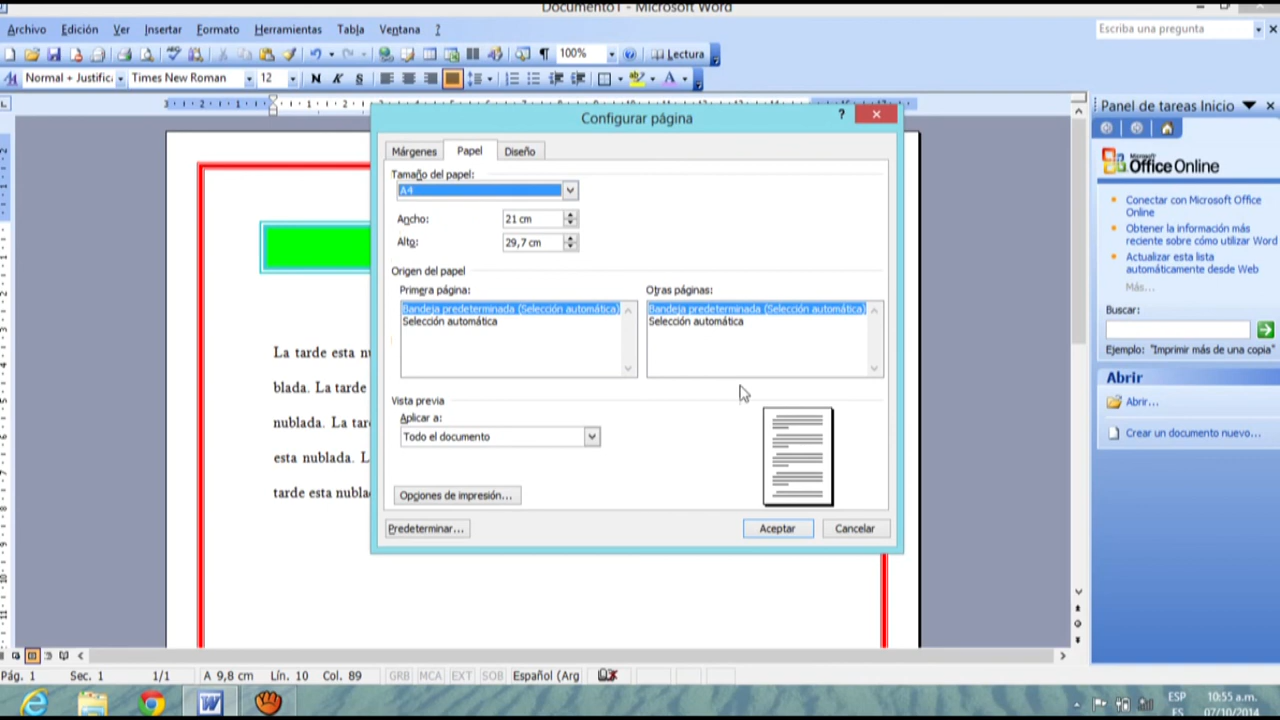 Documento1 - Microsoft Word
Archivo Edición Ver Insertar Formato Herramientas Tabla Ventana ?
Escriba una pregunta
100% Lectura
Normal + Justific Times New Roman 12 N K S
Panel de tareas Inicio
Microsoft
Office Online
Conectar con Microsoft Office
Online
Obtener la información más
reciente sobre cómo utilizar Word
Actualizar esta lista
automáticamente desde Web
Más...
Buscar:
Ejemplo: "Imprimir más de una copia"
Abrir
Abrir...
Crear un documento nuevo...
Configurar página
Márgenes Papel Diseño
Tamaño del papel:
A4
Ancho: 21 cm
Alto: 29,7 cm
Origen del papel
Primera página: Otras páginas:
Bandeja predeterminada (Selección automática) Bandeja predeterminada (Selección automática)
Selección automática Selección automática
Vista previa
Aplicar a:
Todo el documento
Opciones de impresión...
Predeterminar... Aceptar Cancelar
La tarde esta nu
blada. La tarde
nublada. La tar
esta nublada. L
tarde esta nubla
Pág. 1 Sec. 1 1/1 A 9,8 cm Lín. 10 Col. 89 GRB MCA EXT SOB Español (Arg
ESP 10:55 a.m.
ES 07/10/2014